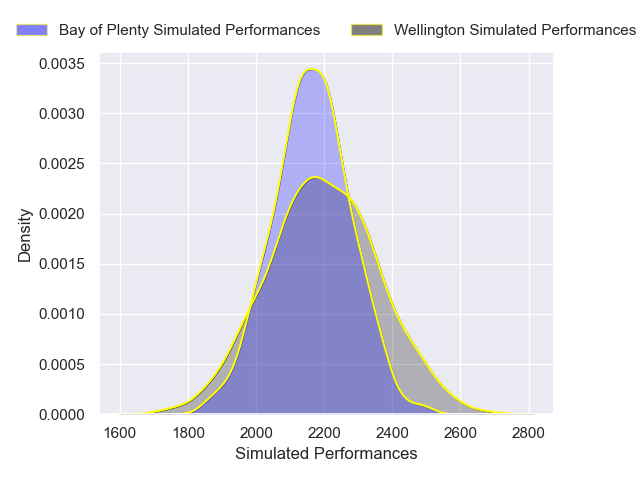 Bay of Plenty Simulated Performances
Wellington Simulated Performances
0.0035
0.0030
0.0025
0.0020
0.0015
0.0010
0.0005
0.0000
Density
1600 1800 2000 2200 2400 2600 2800
Simulated Performances